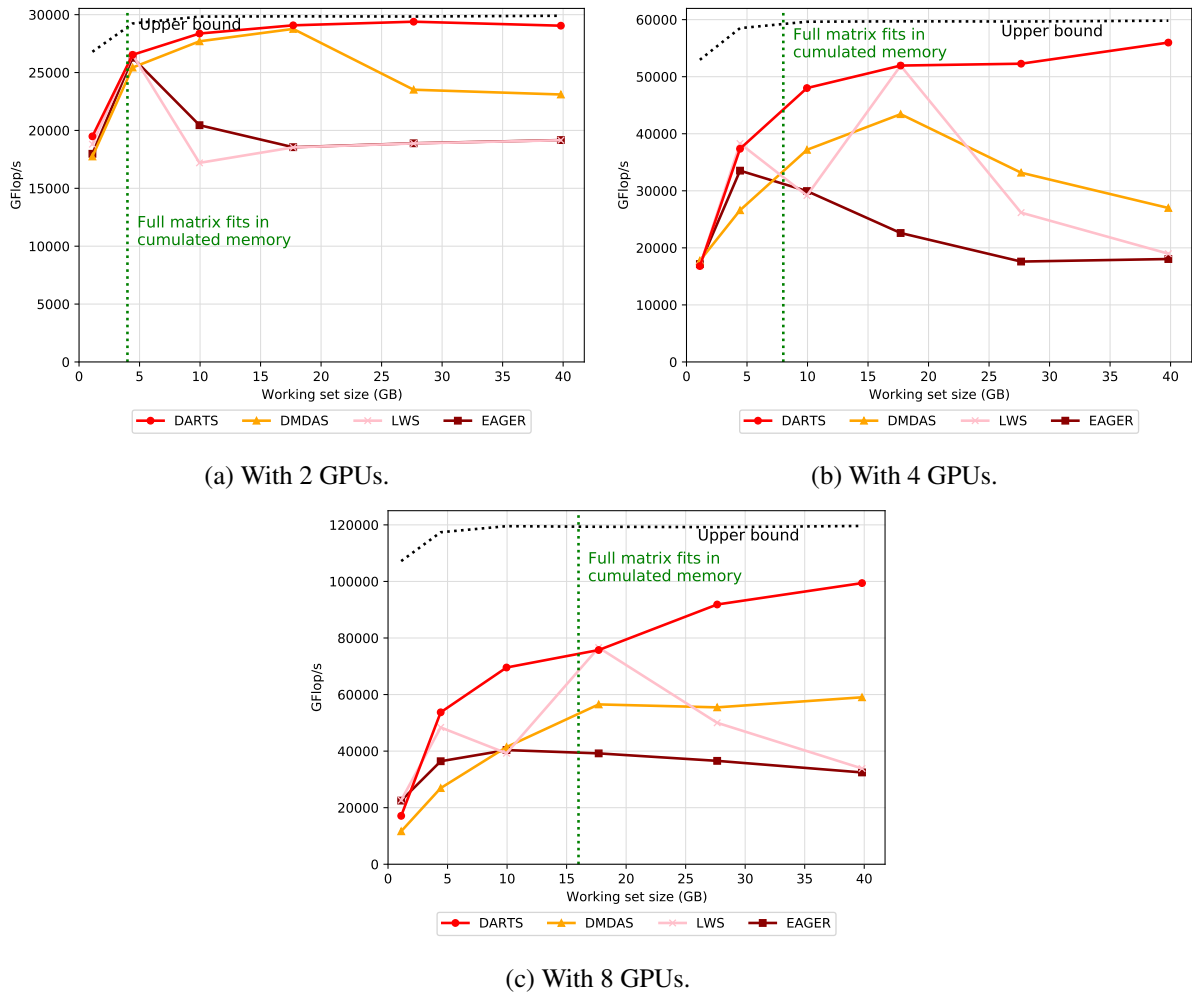 30000
25000
20000
15000
10000
5000
0
GFlop/s
Upper bound
Full matrix fits in
cumulated memory
0 5 10 15 20 25 30 35 40
Working set size (GB)
DARTS DMDAS LWS EAGER
(a) With 2 GPUs.
60000
50000
40000
30000
20000
10000
0
GFlop/s
Full matrix fits in
cumulated memory
Upper bound
0 5 10 15 20 25 30 35 40
Working set size (GB)
DARTS DMDAS LWS EAGER
(b) With 4 GPUs.
120000
100000
80000
60000
40000
20000
0
GFlop/s
Upper bound
Full matrix fits in
cumulated memory
0 5 10 15 20 25 30 35 40
Working set size (GB)
DARTS DMDAS LWS EAGER
(c) With 8 GPUs.